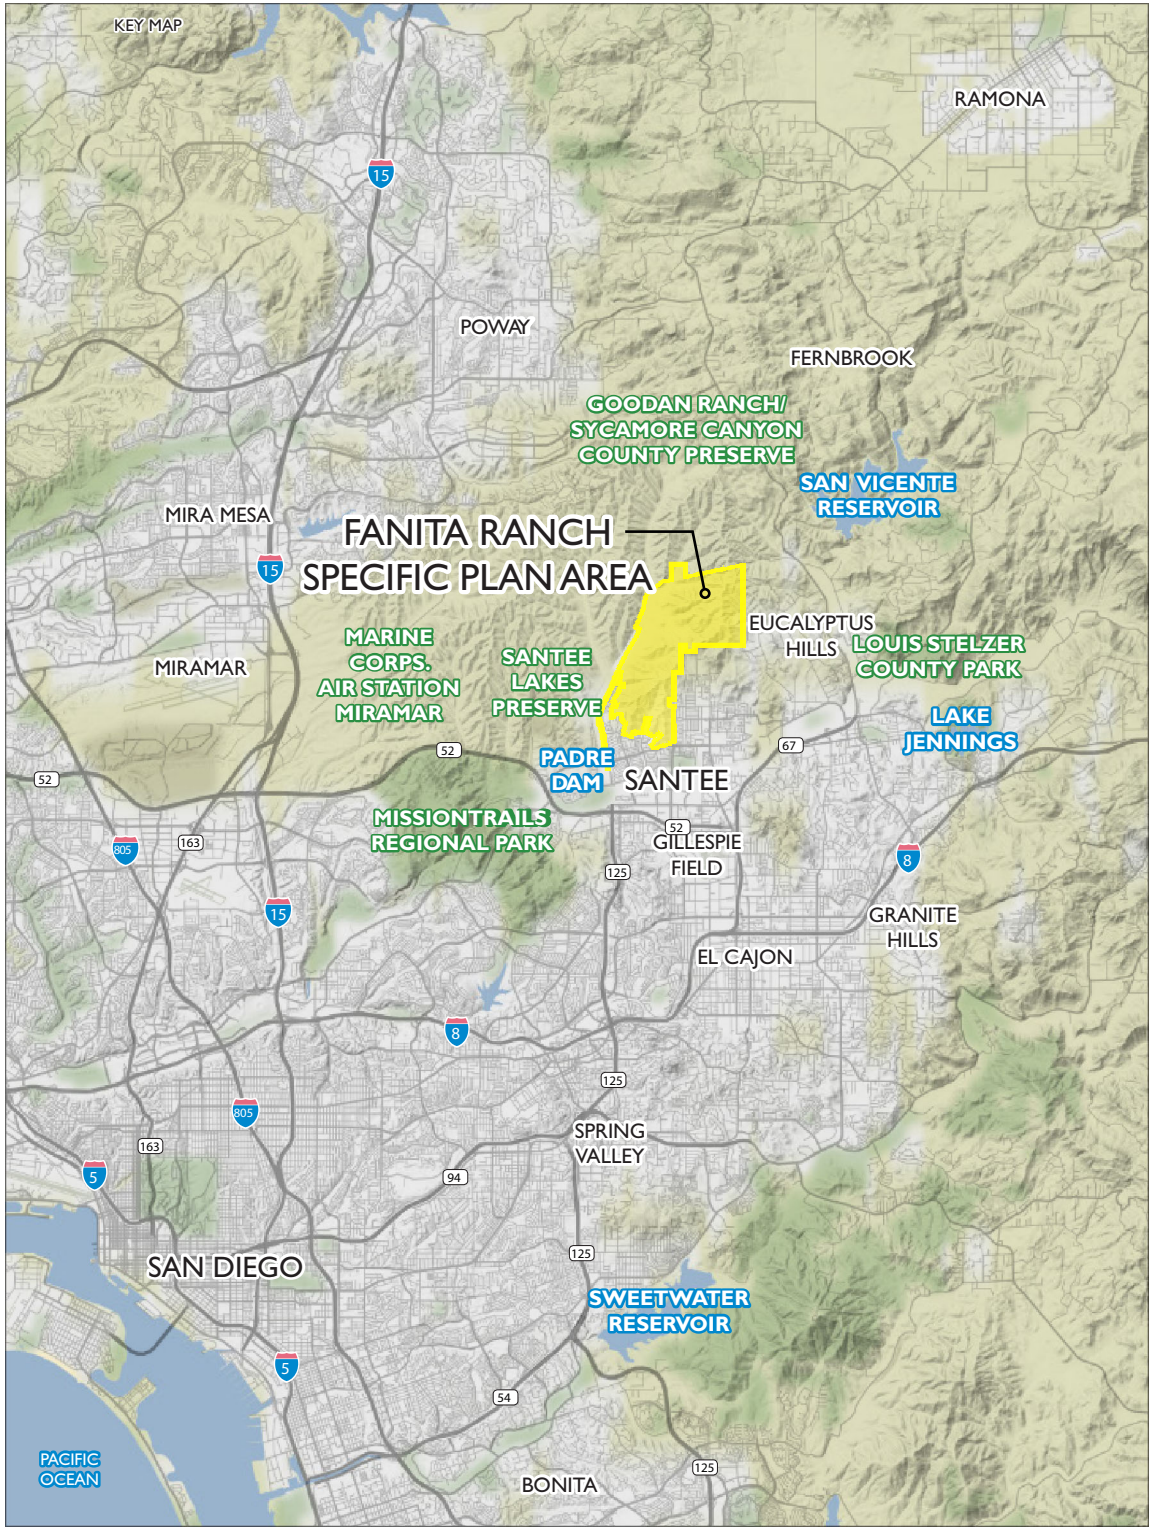 KEY MAP
RAMONA
15
POWAY
FERNBROOK
GOODAN RANCH/
SYCAMORE CANYON
COUNTY PRESERVE
SAN VICENTE
RESERVOIR
MIRA MESA
FANITA RANCH
SPECIFIC PLAN AREA
15
EUCALYPTUS
HILLS
MARINE
CORPS.
AIR STATION
MIRAMAR
SANTEE
LAKES
PRESERVE
LOUIS STELZER
COUNTY PARK
MIRAMAR
LAKE
JENNINGS
52
67
PADRE
DAM
SANTEE
52
MISSIONTRAILS
REGIONAL PARK
52
GILLESPIE
FIELD
163
805
8
125
15
GRANITE
HILLS
EL CAJON
8
125
805
SPRING
VALLEY
163
5
94
125
SAN DIEGO
SWEETWATER
RESERVOIR
5
54
PACIFIC
OCEAN
125
BONITA